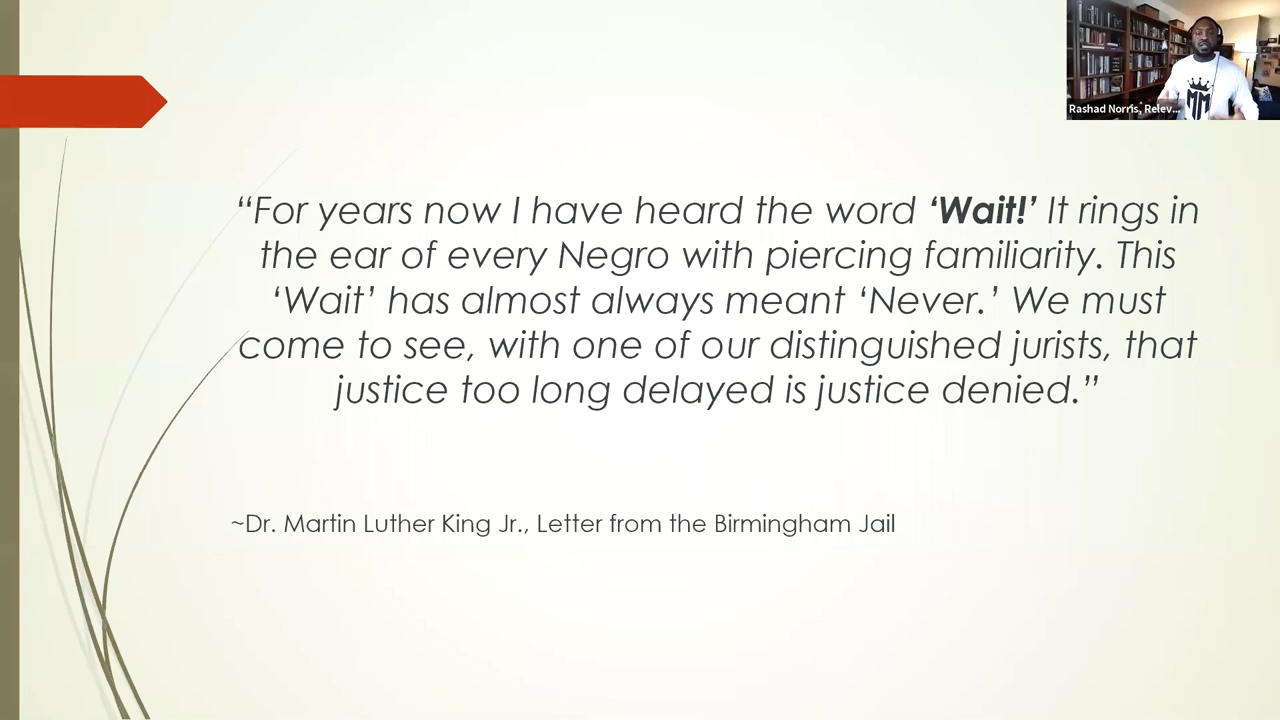 Rashad Norris, Relev...
MM
“For years now I have heard the word ‘Wait!’ It rings in
the ear of every Negro with piercing familiarity. This
‘Wait’ has almost always meant ‘Never.’ We must
come to see, with one of our distinguished jurists, that
justice too long delayed is justice denied.”
~Dr. Martin Luther King Jr., Letter from the Birmingham Jail